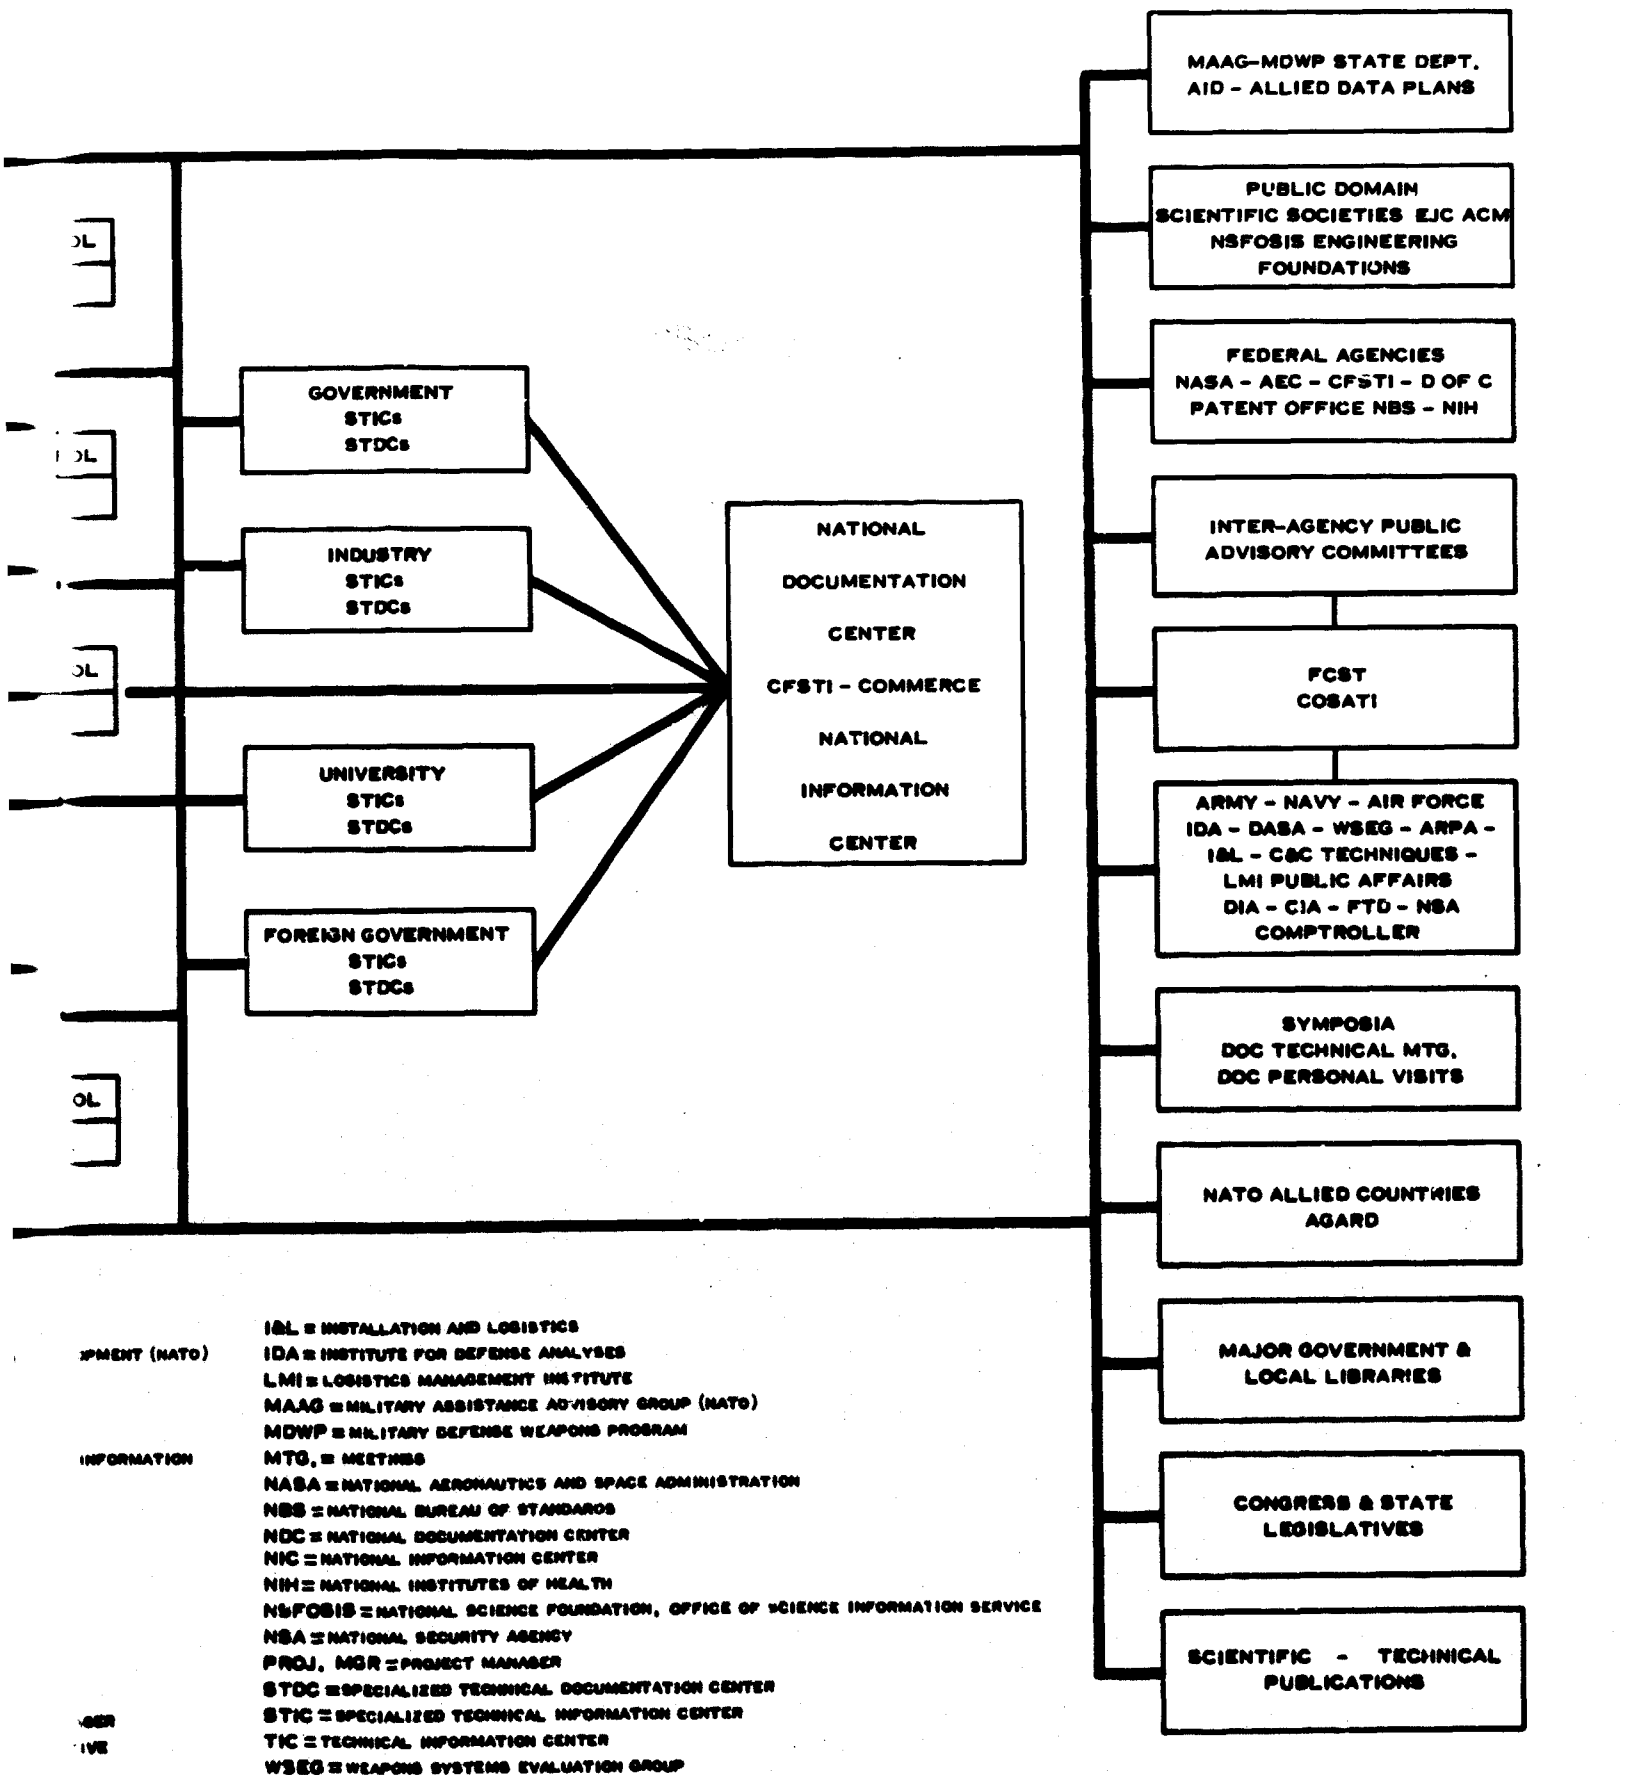 MAAG-MDWP STATE DEPT.
AID - ALLIED DATA PLANS
PUBLIC DOMAIN
SCIENTIFIC SOCIETIES EJC ACM
NSFOSIS ENGINEERING
FOUNDATIONS
FEDERAL AGENCIES
NASA - AEC - CFSTI - D OF C
PATENT OFFICE NBS - NIH
INTER-AGENCY PUBLIC
ADVISORY COMMITTEES
FCST
COSATI
ARMY - NAVY - AIR FORCE
IDA - DASA - WSEG - ARPA -
I&L - C&C TECHNIQUES -
LMI PUBLIC AFFAIRS
DIA - CIA - FTD - NSA
COMPTROLLER
SYMPOSIA
DOC TECHNICAL MTG.
DOC PERSONAL VISITS
NATO ALLIED COUNTRIES
AGARD
MAJOR GOVERNMENT &
LOCAL LIBRARIES
CONGRESS & STATE
LEGISLATIVES
SCIENTIFIC - TECHNICAL
PUBLICATIONS
OL
OL
OL
OL
GOVERNMENT
STICs
STDCs
INDUSTRY
STICs
STDCs
UNIVERSITY
STICs
STDCs
FOREIGN GOVERNMENT
STICs
STDCs
NATIONAL
DOCUMENTATION
CENTER
CFSTI - COMMERCE
NATIONAL
INFORMATION
CENTER
PMENT (NATO)
INFORMATION
GER
IVE
I&L = INSTALLATION AND LOGISTICS
IDA = INSTITUTE FOR DEFENSE ANALYSES
LMI = LOGISTICS MANAGEMENT INSTITUTE
MAAG = MILITARY ASSISTANCE ADVISORY GROUP (NATO)
MDWP = MILITARY DEFENSE WEAPONS PROGRAM
MTG. = MEETINGS
NASA = NATIONAL AERONAUTICS AND SPACE ADMINISTRATION
NBS = NATIONAL BUREAU OF STANDARDS
NDC = NATIONAL DOCUMENTATION CENTER
NIC = NATIONAL INFORMATION CENTER
NIH = NATIONAL INSTITUTES OF HEALTH
NSFOSIS = NATIONAL SCIENCE FOUNDATION, OFFICE OF SCIENCE INFORMATION SERVICE
NSA = NATIONAL SECURITY AGENCY
PROJ. MGR = PROJECT MANAGER
STDC = SPECIALIZED TECHNICAL DOCUMENTATION CENTER
STIC = SPECIALIZED TECHNICAL INFORMATION CENTER
TIC = TECHNICAL INFORMATION CENTER
WSEG = WEAPONS SYSTEMS EVALUATION GROUP